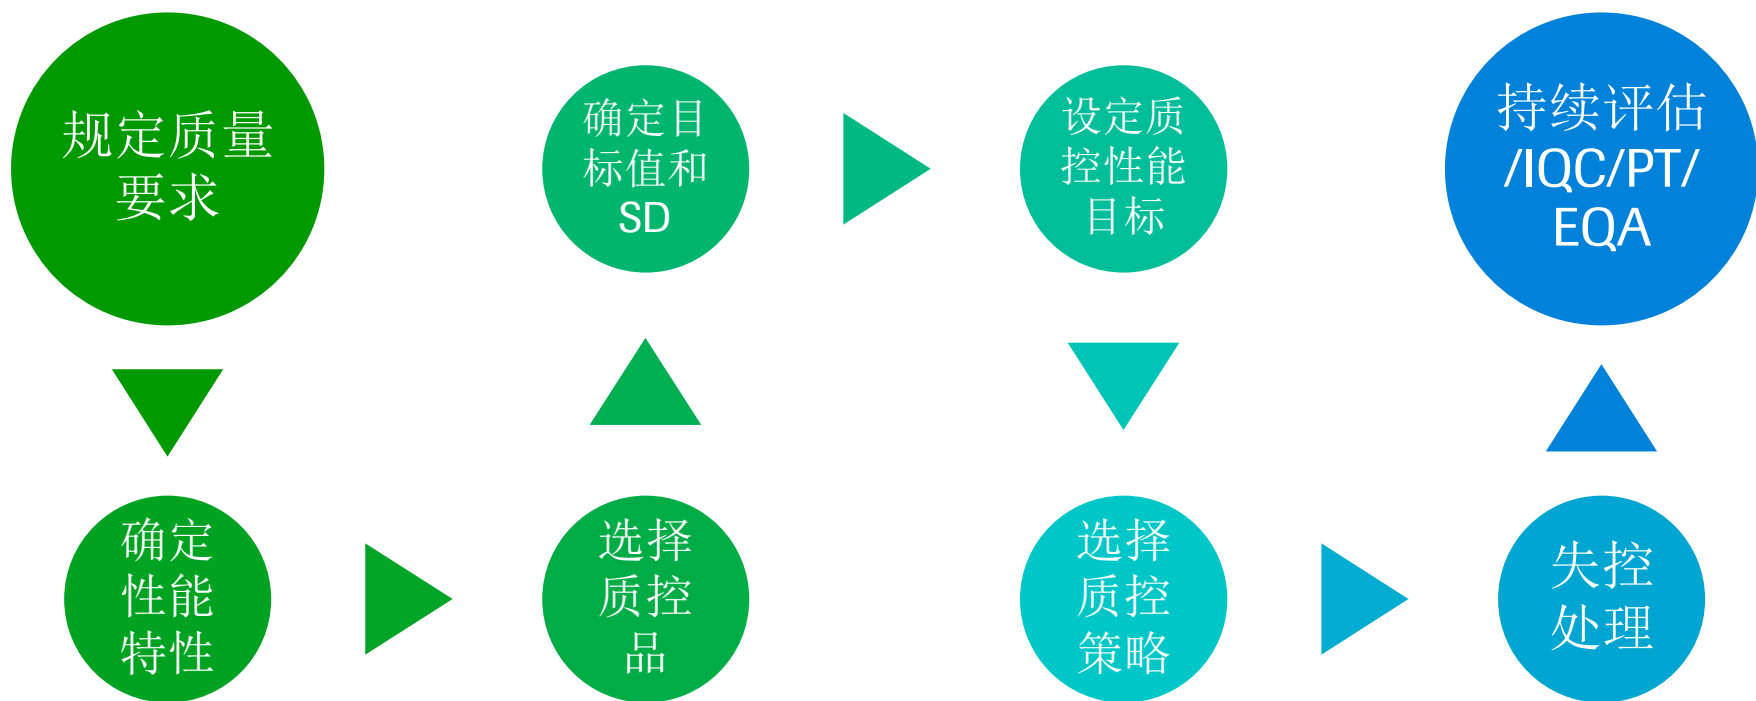 规定质量
要求
确定
性能
特性
选择
质控
品
确定目
标值和
SD
设定质
控性能
目标
选择
质控
策略
失控
处理
持续评估
/IQC/PT/
EQA